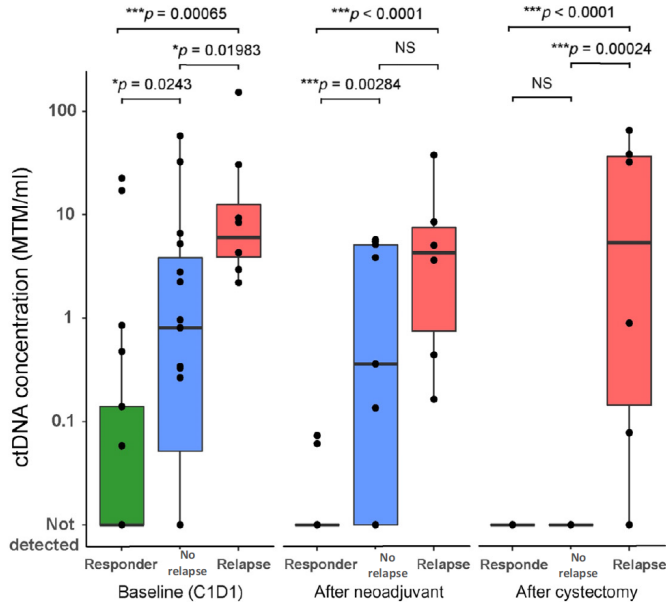 ***p = 0.00065
***p < 0.0001
***p < 0.0001
*p = 0.01983
NS
***p = 0.00024
*p = 0.0243
***p = 0.00284
NS
ctDNA concentration (MTM/ml)
100
10
1
0.1
Not
detected
Responder
No
relapse
Relapse
Responder
No
relapse
Relapse
Responde
No
relapse
Relapse
Baseline (C1D1)
After neoadjuvant
After cystectomy